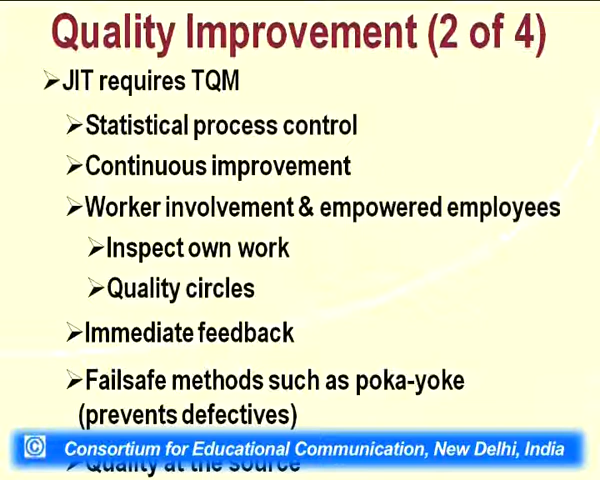 Quality Improvement (2 of 4)
➢JIT requires TQM
➢Statistical process control
➢Continuous improvement
➢Worker involvement & empowered employees
➢Inspect own work
➢Quality circles
➢Immediate feedback
➢Failsafe methods such as poka-yoke
(prevents defectives)
© Consortium for Educational Communication, New Delhi, India
➢Quality at the source